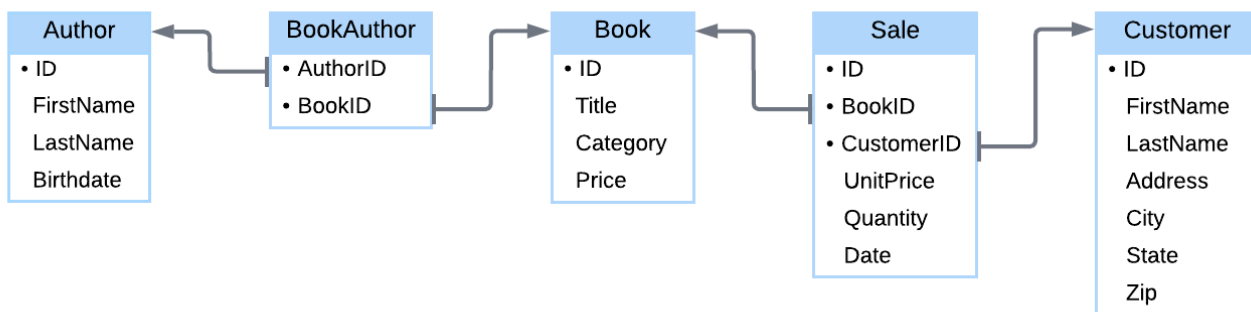 Author
• ID
FirstName
LastName
Birthdate
BookAuthor
• AuthorID
• BookID
Book
• ID
Title
Category
Price
Sale
• ID
• BookID
• CustomerID
UnitPrice
Quantity
Date
Customer
• ID
FirstName
LastName
Address
City
State
Zip